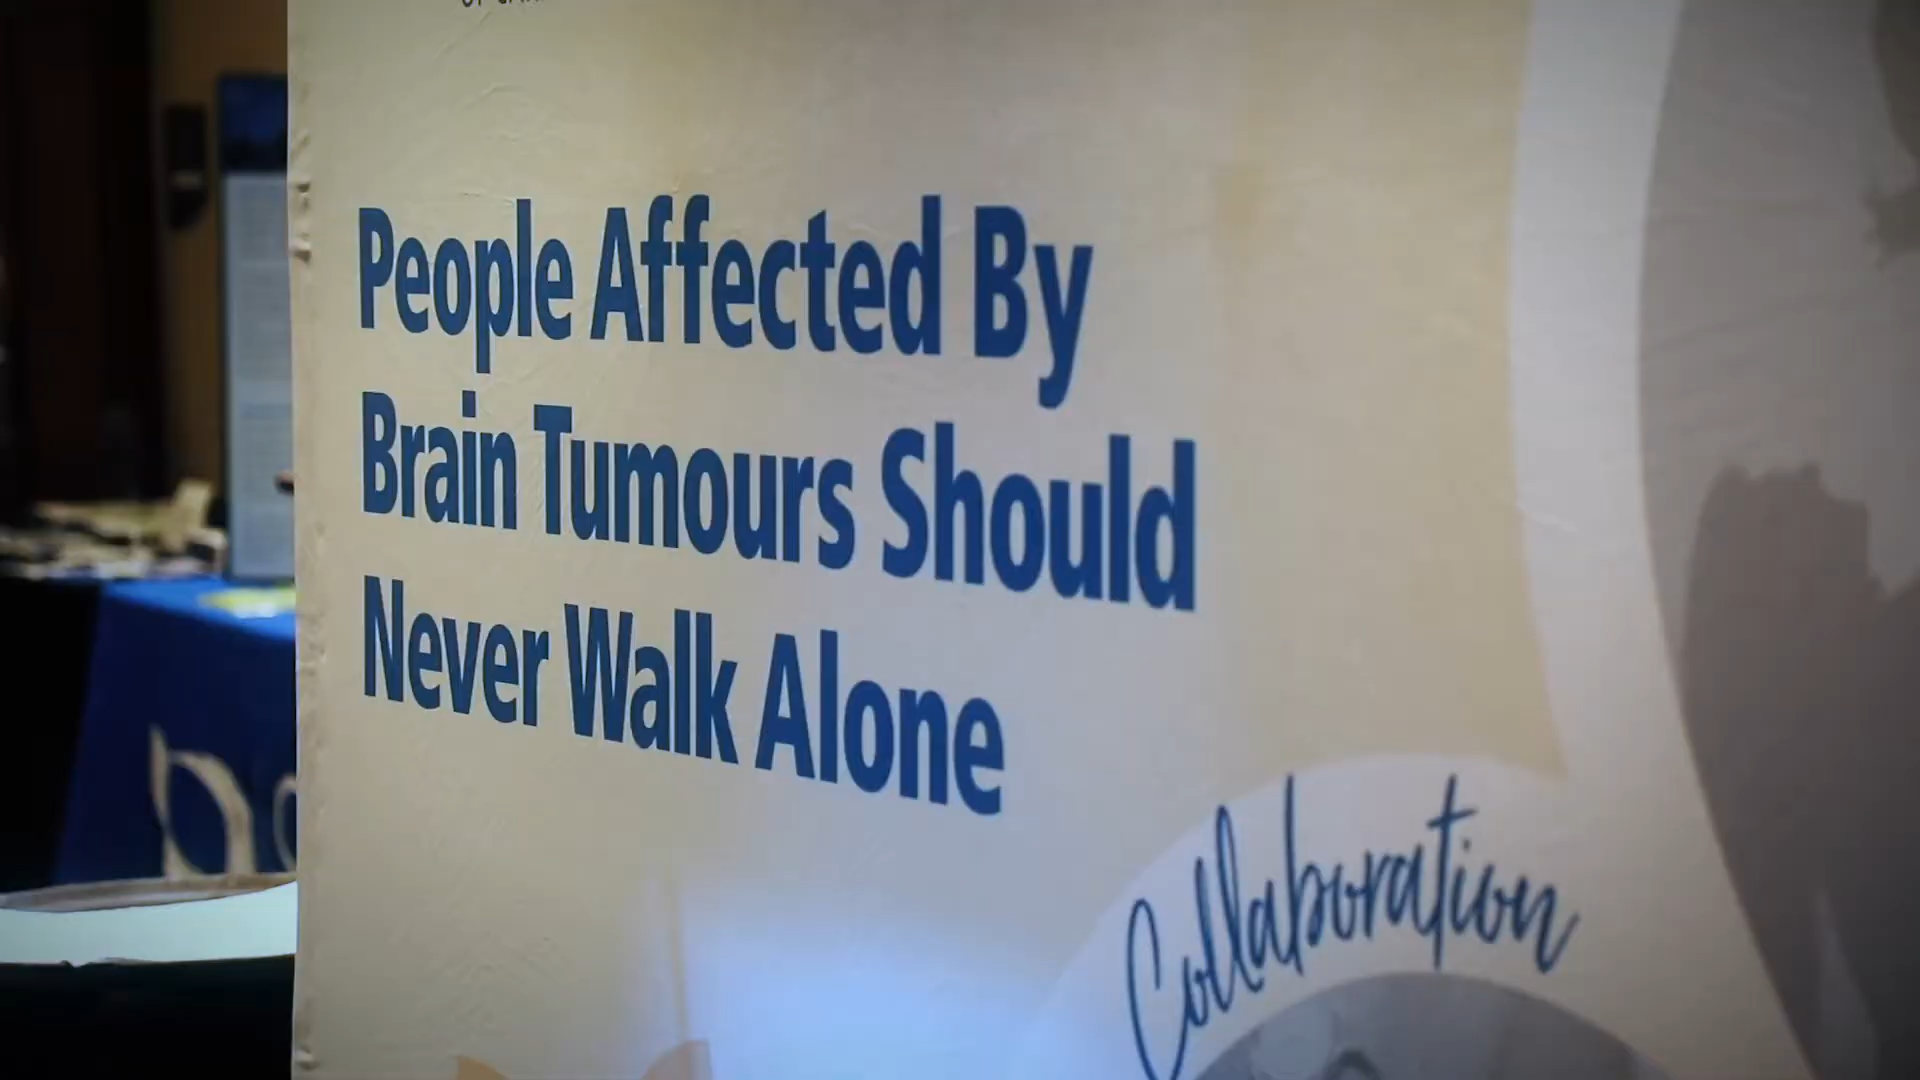 People Affected By
Brain Tumours Should
Never Walk Alone
Collaboration